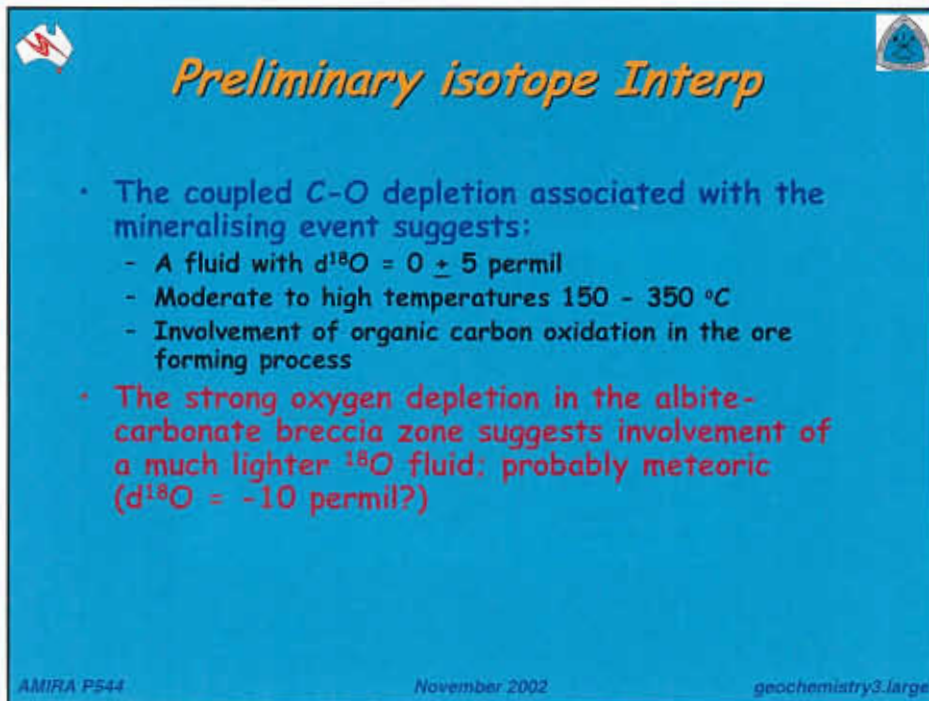 Preliminary isotope Interp
• The coupled C-O depletion associated with the
mineralising event suggests:
- A fluid with d¹⁸O = 0 ± 5 permil
- Moderate to high temperatures 150 - 350 °C
- Involvement of organic carbon oxidation in the ore
forming process
• The strong oxygen depletion in the albite-
carbonate breccia zone suggests involvement of
a much lighter ¹⁸O fluid; probably meteoric
(d¹⁸O = -10 permil?)
AMIRA P544 November 2002 geochemistry3.large